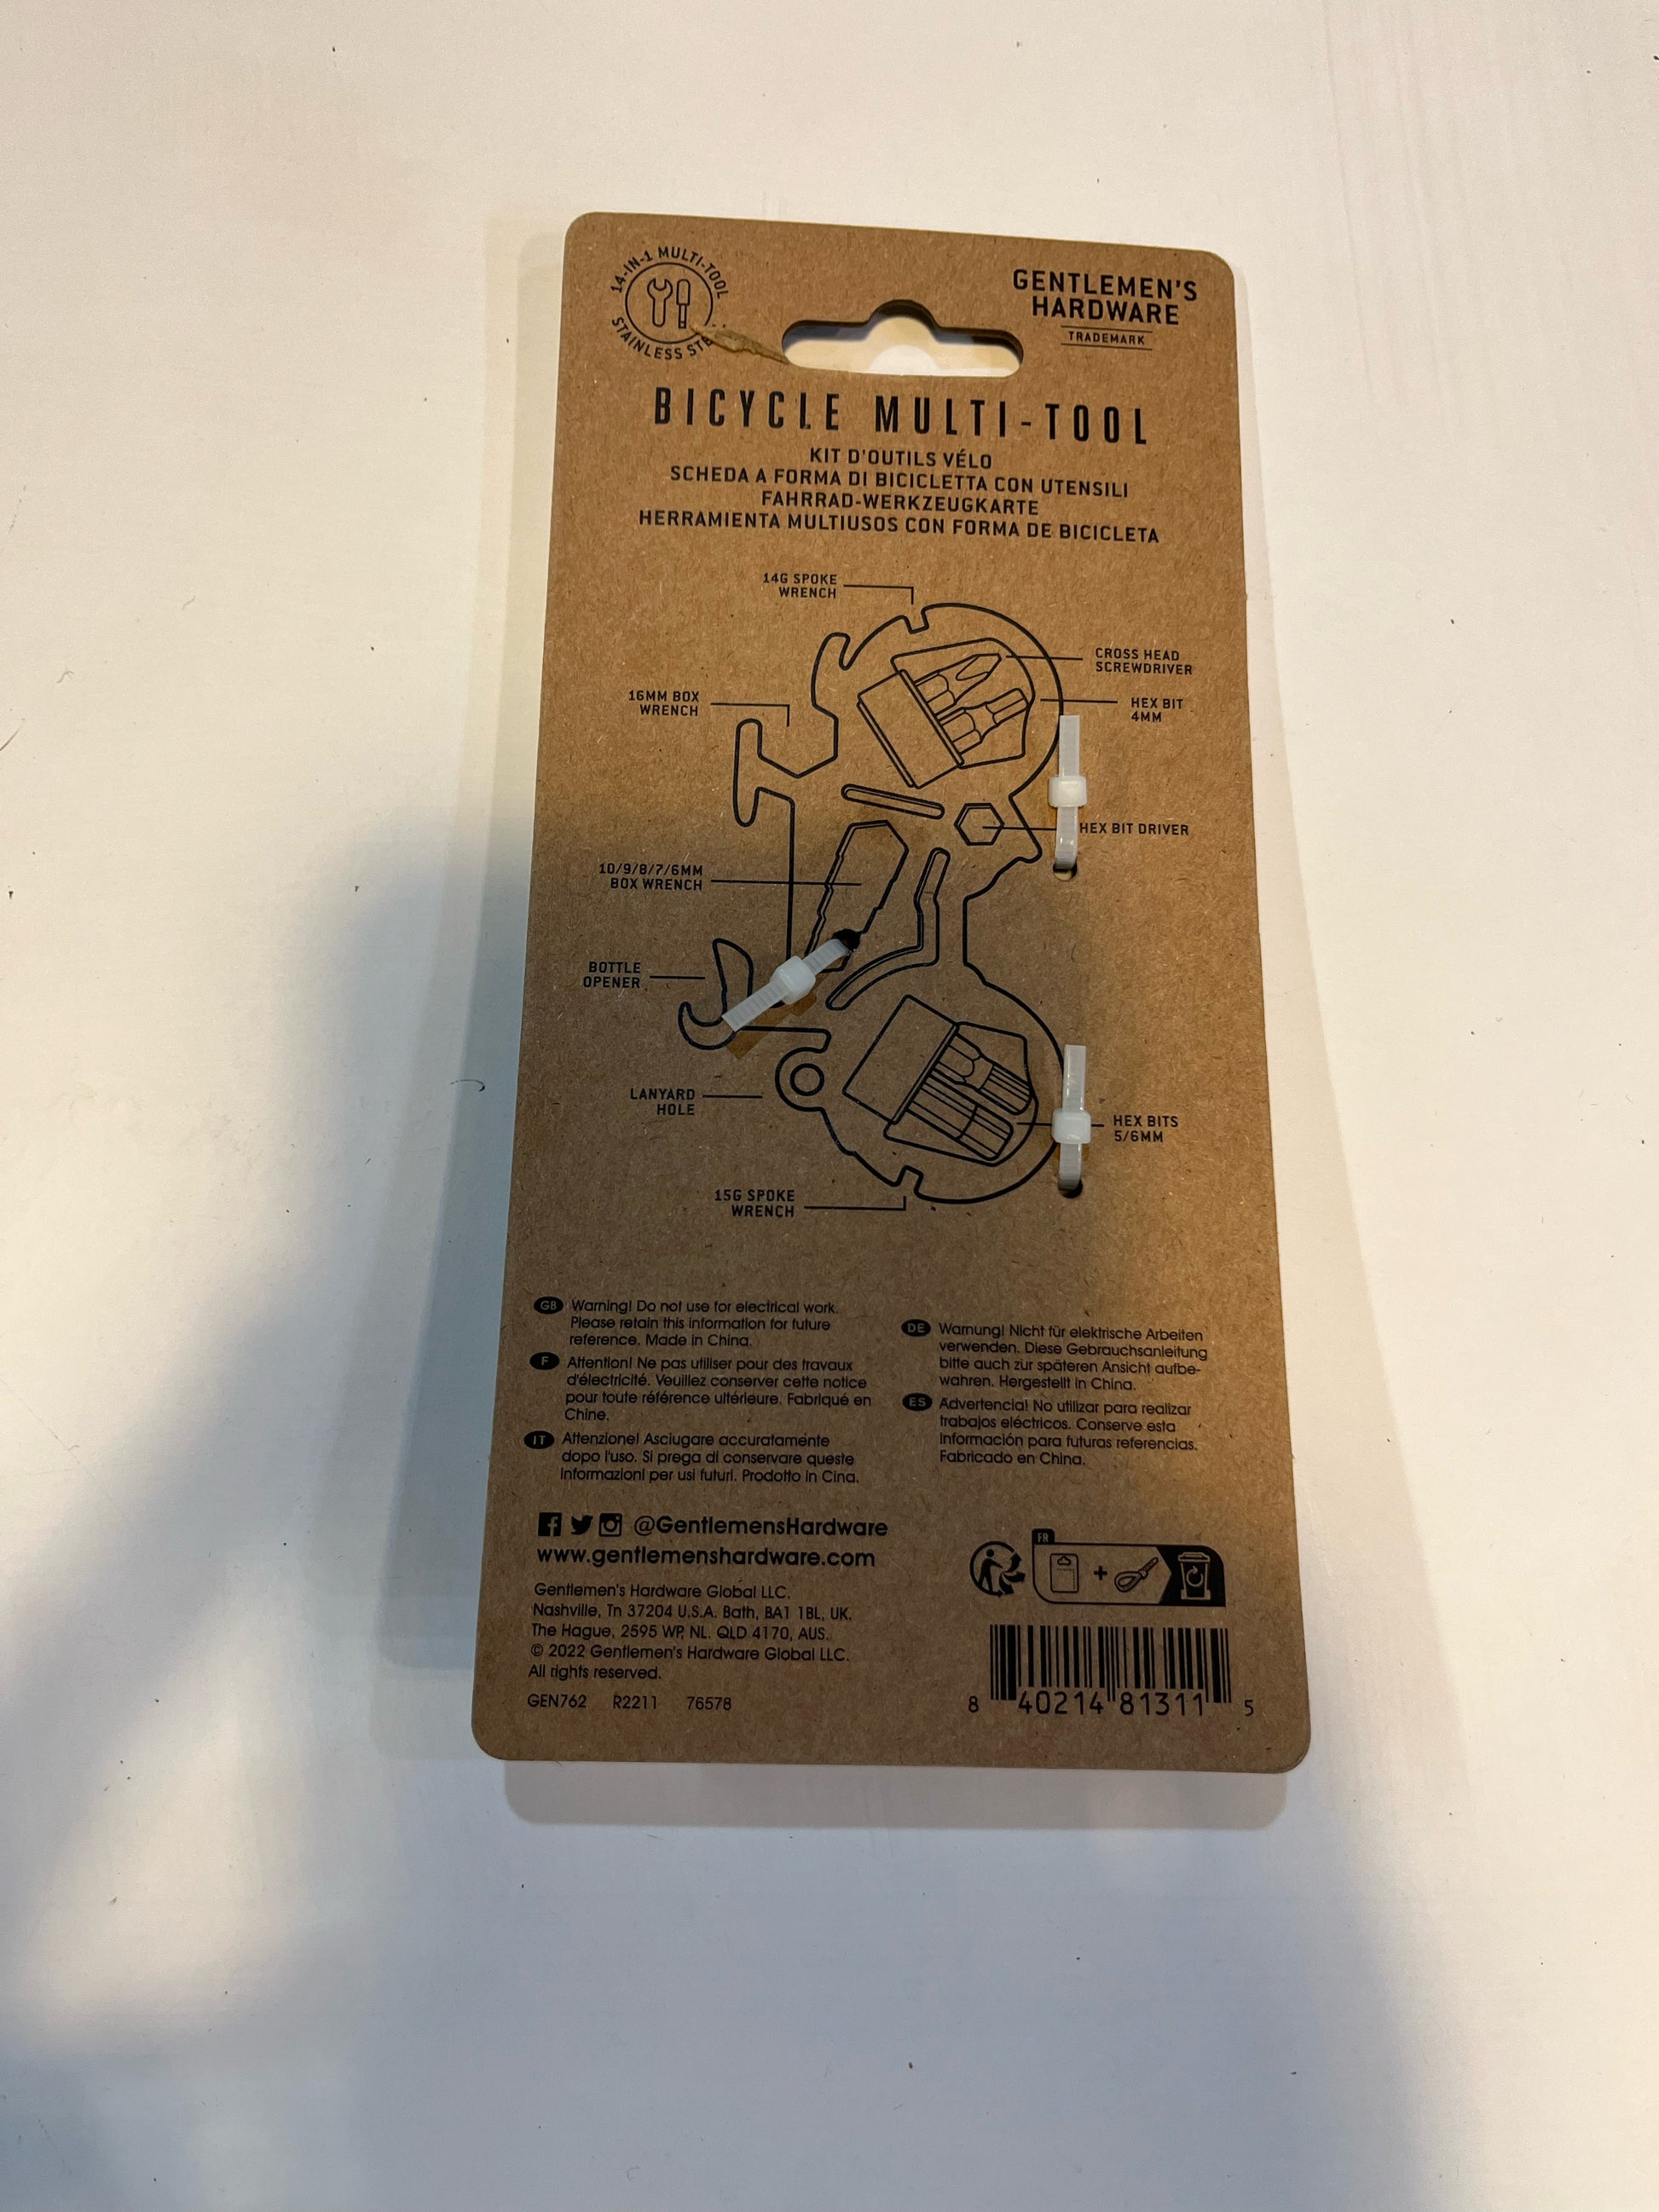 14-IN-1 MULTI-TOOL
STAINLESS
GENTLEMEN'S
HARDWARE
TRADEMARK
BICYCLE MULTI-TOOL
KIT D'OUTILS VÉLO
SCHEDA A FORMA DI BICICLETTA CON UTENSILI
FAHRRAD-WERKZEUGKARTE
HERRAMIENTA MULTIUSOS CON FORMA DE BICICLETA
14G SPOKE
WRENCH
CROSS HEAD
SCREWDRIVER
16MM BOX
WRENCH
HEX BIT
4MM
HEX BIT DRIVER
10/9/8/7/6MM
BOX WRENCH
BOTTLE
OPENER
LANYARD
HOLE
HEX BITS
5/6MM
15G SPOKE
WRENCH
GB Warning! Do not use for electrical work.
Please retain this information for future
reference. Made in China.
F Attention! Ne pas utiliser pour des travaux
d'électricité. Veuillez conserver cette notice
pour toute référence ultérieure. Fabriqué en
Chine.
IT Attenzione! Asciugare accuratamente
dopo l'uso. Si prega di conservare queste
informazioni per usi futuri. Prodotto in Cina.
DE Warnung! Nicht für elektrische Arbeiten
verwenden. Diese Gebrauchsanleitung
bitte auch zur späteren Ansicht aufbe-
wahren. Hergestellt in China.
ES Advertencia! No utilizar para realizar
trabajos eléctricos. Conserve esta
información para futuras referencias.
Fabricado en China.
@GentlemensHardware
www.gentlemenshardware.com
Gentlemen's Hardware Global LLC.
Nashville, Tn 37204 U.S.A. Bath, BA1 1BL, UK.
The Hague, 2595 WP, NL. QLD 4170, AUS.
© 2022 Gentlemen's Hardware Global LLC.
All rights reserved.
GEN762 R2211 76578
FR
+
8 40214 81311 5